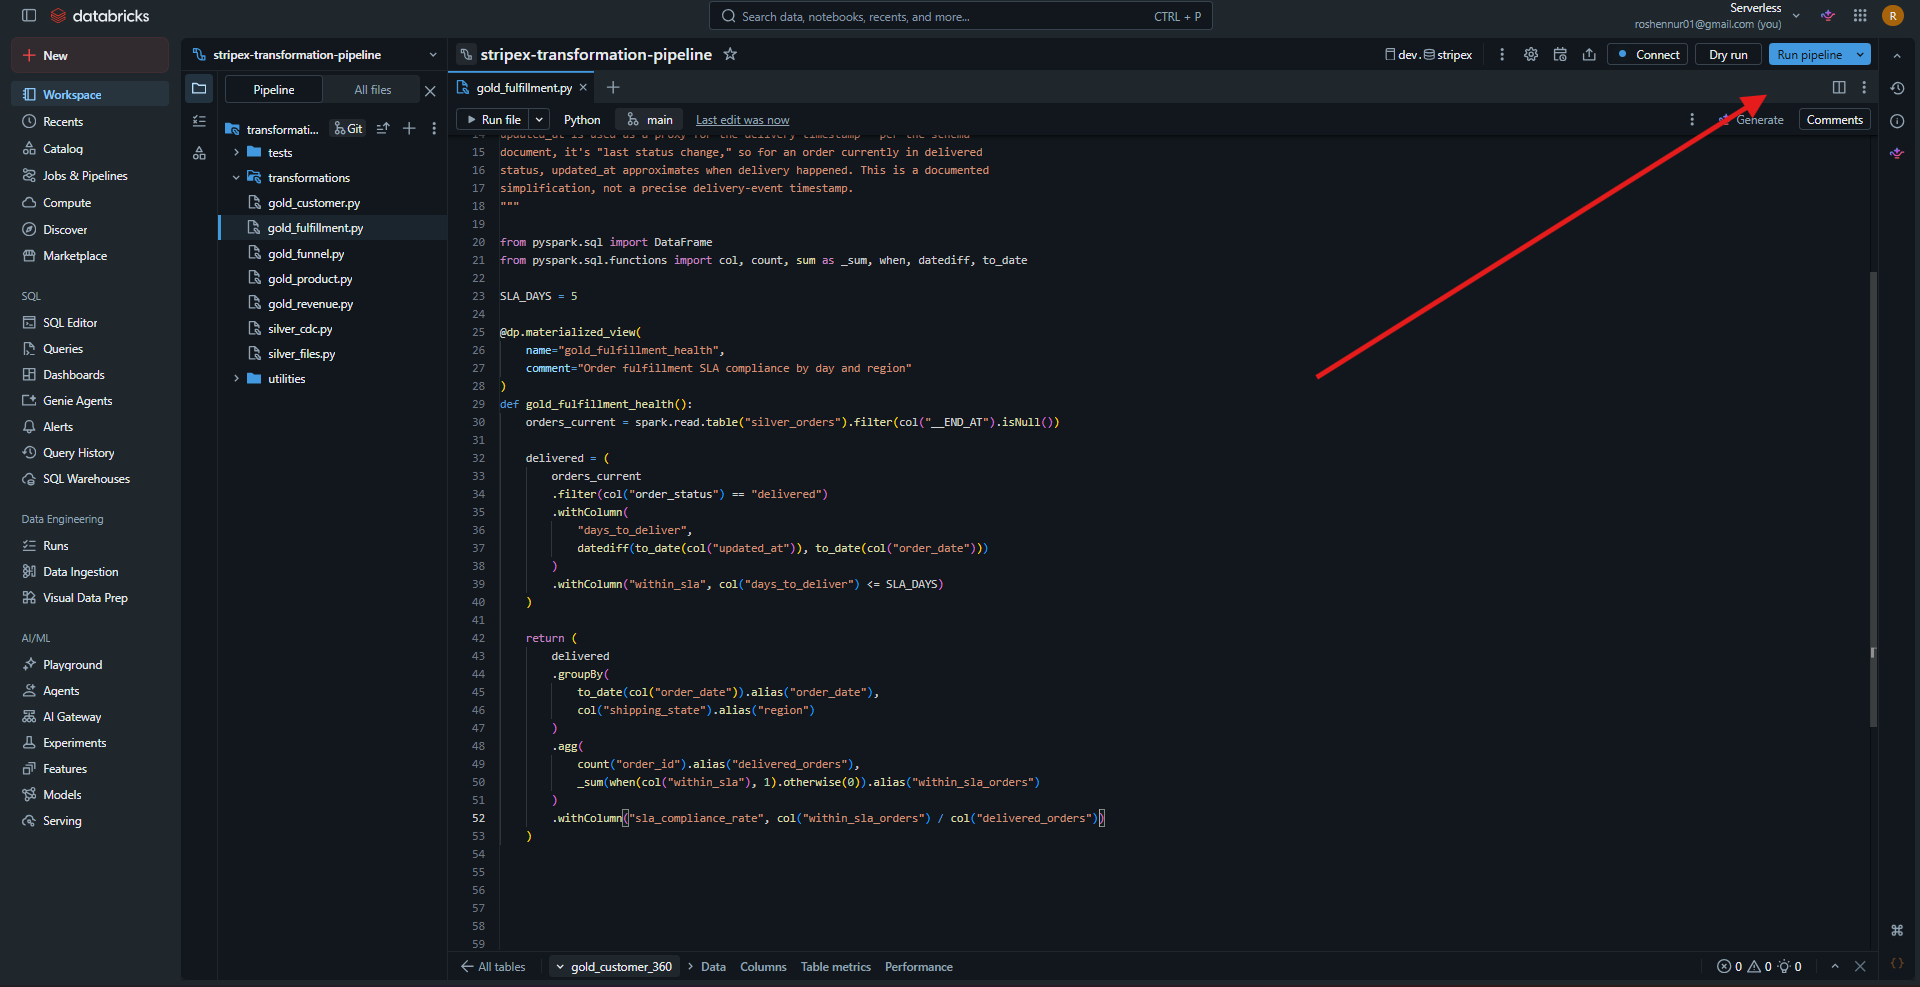 databricks
Search data, notebooks, recents, and more...
CTRL + P
Serverless
roshennur01@gmail.com (you)
R
New
Workspace
Recents
Catalog
Jobs & Pipelines
Compute
Discover
Marketplace
SQL
SQL Editor
Queries
Dashboards
Genie Agents
Alerts
Query History
SQL Warehouses
Data Engineering
Runs
Data Ingestion
Visual Data Prep
AI/ML
Playground
Agents
AI Gateway
Experiments
Features
Models
Serving
stripex-transformation-pipeline
Pipeline
All files
transformati...
Git
tests
transformations
gold_customer.py
gold_fulfillment.py
gold_funnel.py
gold_product.py
gold_revenue.py
silver_cdc.py
silver_files.py
utilities
stripex-transformation-pipeline
dev.
stripex
Connect
Dry run
Run pipeline
gold_fulfillment.py
Run file
Python
main
Last edit was now
Generate
Comments
14 updated_at is used as a proxy for the delivery timestamp - per the schema
15 document, it's "last status change," so for an order currently in delivered
16 status, updated_at approximates when delivery happened. This is a documented
17 simplification, not a precise delivery-event timestamp.
18 """
19
20 from pyspark.sql import DataFrame
21 from pyspark.sql.functions import col, count, sum as _sum, when, datediff, to_date
22
23 SLA_DAYS = 5
24
25 @dp.materialized_view(
26 name="gold_fulfillment_health",
27 comment="Order fulfillment SLA compliance by day and region"
28 )
29 def gold_fulfillment_health():
30 orders_current = spark.read.table("silver_orders").filter(col("__END_AT").isNull())
31
32 delivered = (
33 orders_current
34 .filter(col("order_status") == "delivered")
35 .withColumn(
36 "days_to_deliver",
37 datediff(to_date(col("updated_at")), to_date(col("order_date")))
38 )
39 .withColumn("within_sla", col("days_to_deliver") <= SLA_DAYS)
40 )
41
42 return (
43 delivered
44 .groupBy(
45 to_date(col("order_date")).alias("order_date"),
46 col("shipping_state").alias("region")
47 )
48 .agg(
49 count("order_id").alias("delivered_orders"),
50 _sum(when(col("within_sla"), 1).otherwise(0)).alias("within_sla_orders")
51 )
52 .withColumn("sla_compliance_rate", col("within_sla_orders") / col("delivered_orders"))
53 )
54
55
56
57
58
59
All tables
gold_customer_360
Data
Columns
Table metrics
Performance
0
0
0